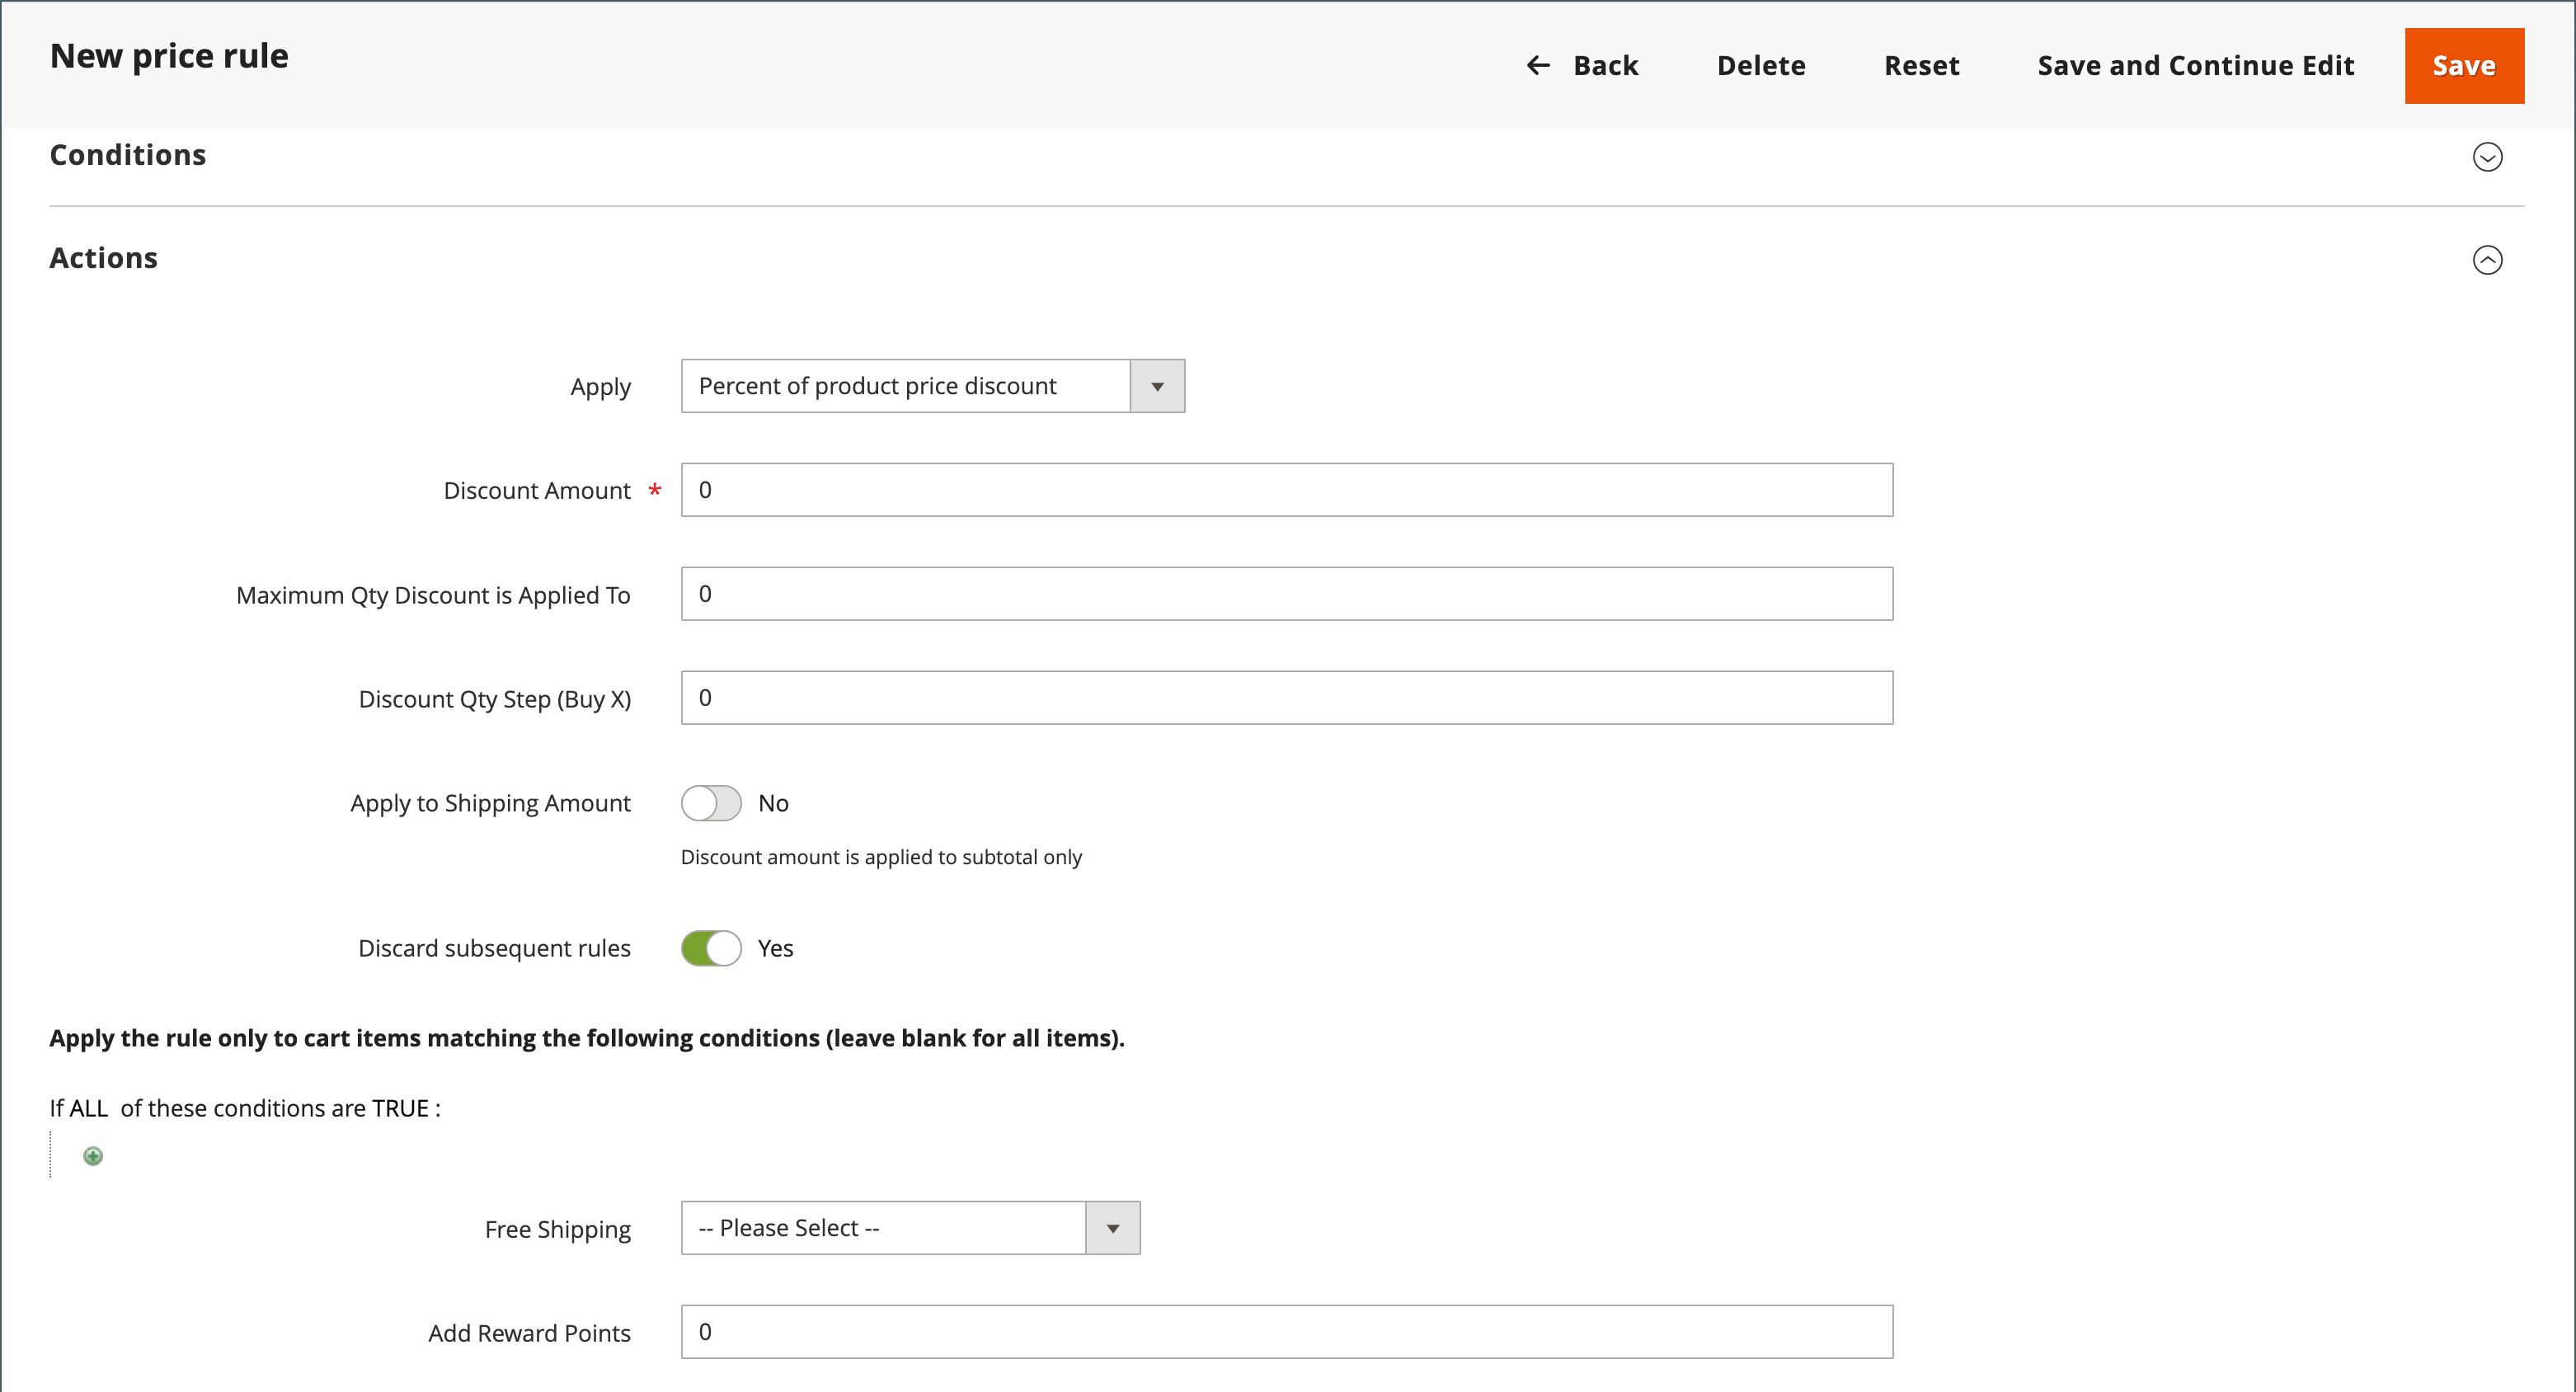 New price rule
← Back Delete Reset Save and Continue Edit Save
Conditions
Actions
Apply Percent of product price discount
Discount Amount * 0
Maximum Qty Discount is Applied To 0
Discount Qty Step (Buy X) 0
Apply to Shipping Amount No
Discount amount is applied to subtotal only
Discard subsequent rules Yes
Apply the rule only to cart items matching the following conditions (leave blank for all items).
If ALL of these conditions are TRUE :
Free Shipping -- Please Select --
Add Reward Points 0